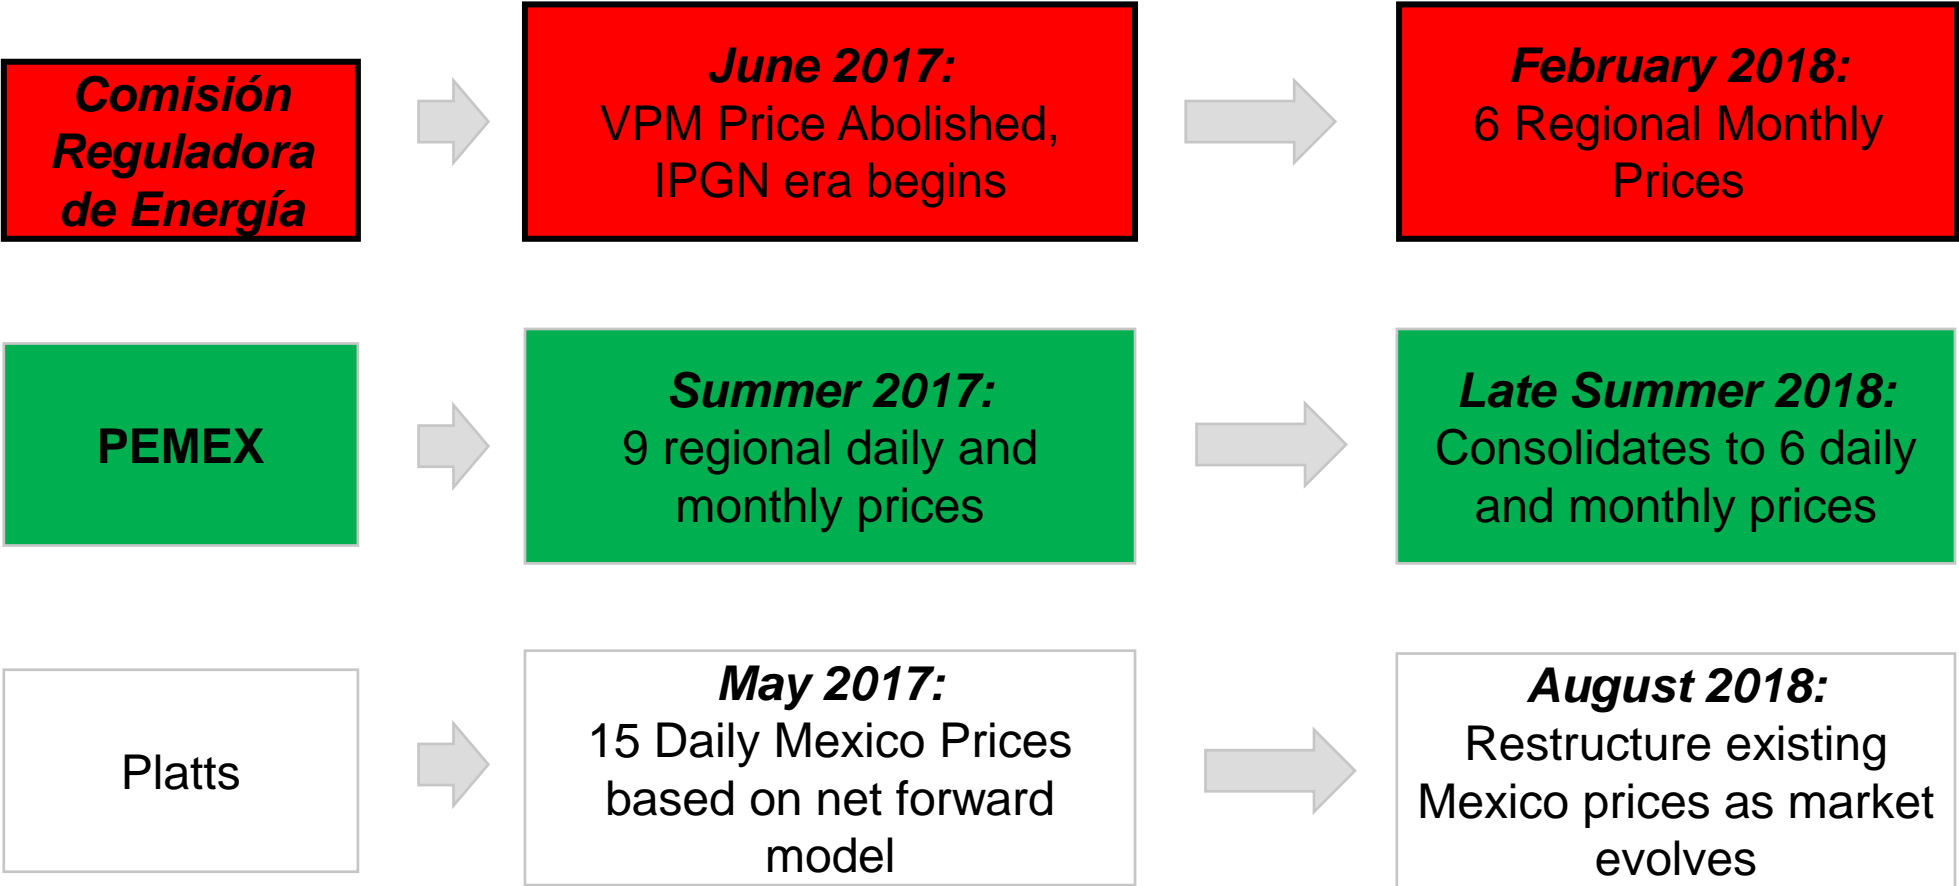 Comisión
Reguladora
de Energía
June 2017:
VPM Price Abolished,
IPGN era begins
February 2018:
6 Regional Monthly
Prices
PEMEX
Summer 2017:
9 regional daily and
monthly prices
Late Summer 2018:
Consolidates to 6 daily
and monthly prices
Platts
May 2017:
15 Daily Mexico Prices
based on net forward
model
August 2018:
Restructure existing
Mexico prices as market
evolves